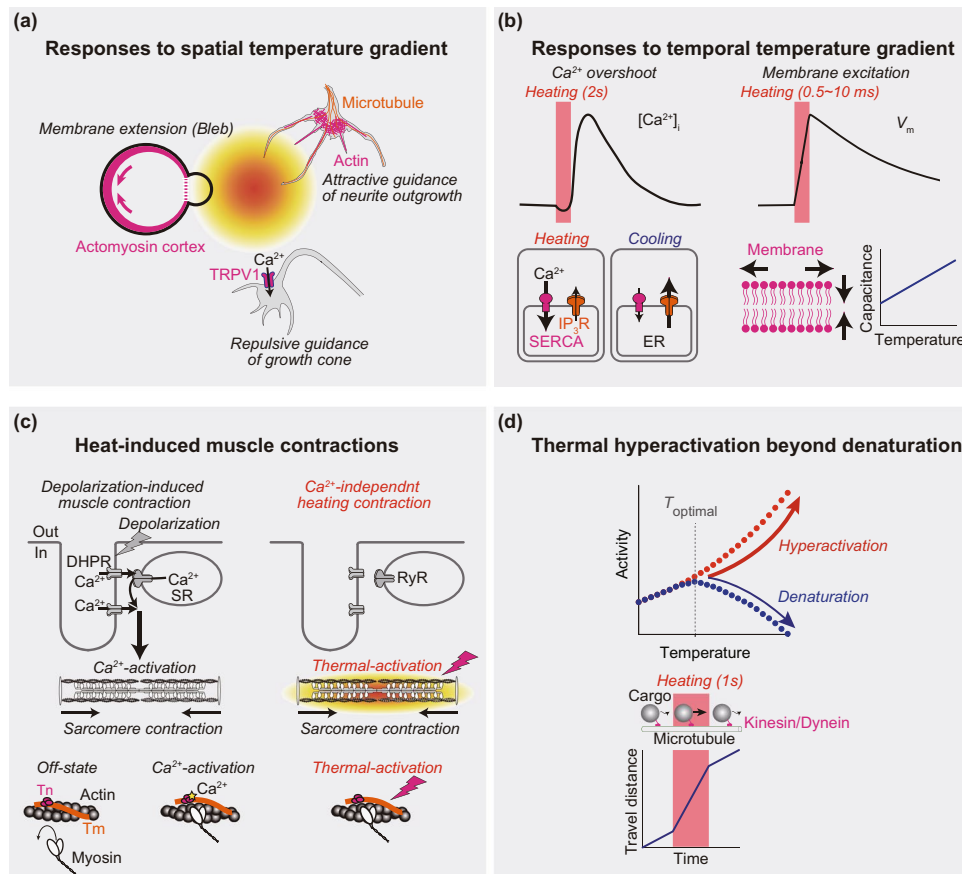 (a)
Responses to spatial temperature gradient
Microtubule
Membrane extension (Bleb)
Actin
Attractive guidance
of neurite outgrowth
Actomyosin cortex
Ca²⁺
TRPV1
Repulsive guidance
of growth cone
(b)
Responses to temporal temperature gradient
Ca²⁺ overshoot
Heating (2s)
[Ca²⁺]i
Membrane excitation
Heating (0.5~10 ms)
Vm
Heating
Cooling
Ca²⁺
IP₃R
SERCA
ER
Membrane
Capacitance
Temperature
(c)
Heat-induced muscle contractions
Depolarization-induced
muscle contraction
Depolarization
Out
In
DHPR
Ca²⁺
Ca²⁺
Ca²⁺
SR
Ca²⁺-activation
Sarcomere contraction
Ca²⁺-independnt
heating contraction
RyR
Thermal-activation
Sarcomere contraction
Off-state
Tn
Actin
Tm
Myosin
Ca²⁺-activation
Ca²⁺
Thermal-activation
(d)
Thermal hyperactivation beyond denaturation
Toptimal
Activity
Hyperactivation
Denaturation
Temperature
Heating (1s)
Cargo
Kinesin/Dynein
Microtubule
Travel distance
Time